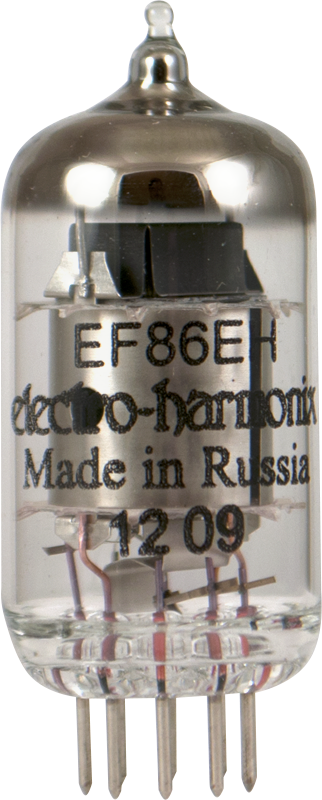 EF86EH
electro-harmonix
Made in Russia
12 09